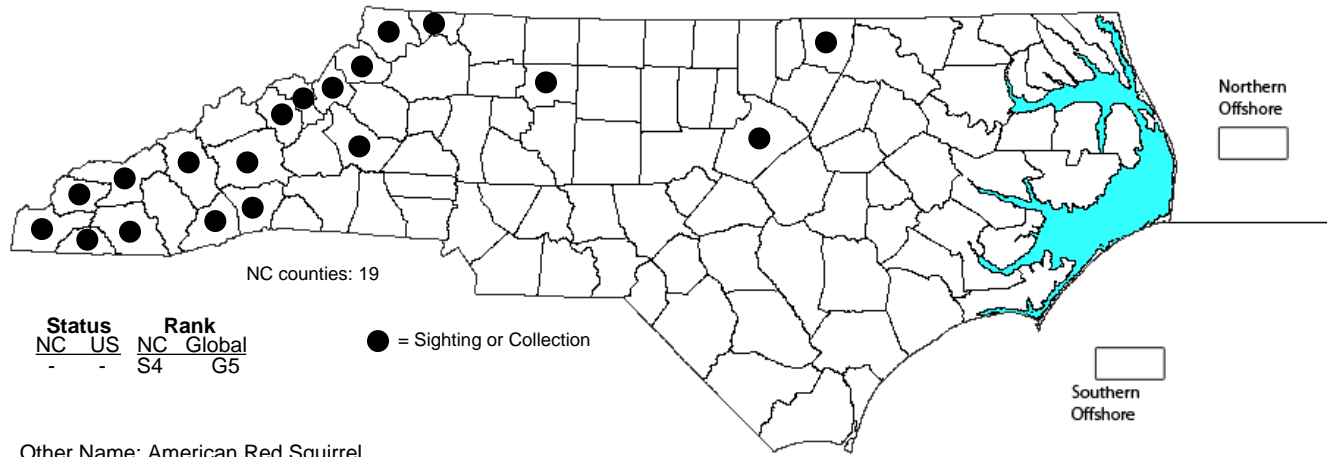 Northern
Offshore
NC counties: 19
Status Rank
NC US NC Global
- - S4 G5
= Sighting or Collection
Southern
Offshore
Other Name: American Red Squirrel